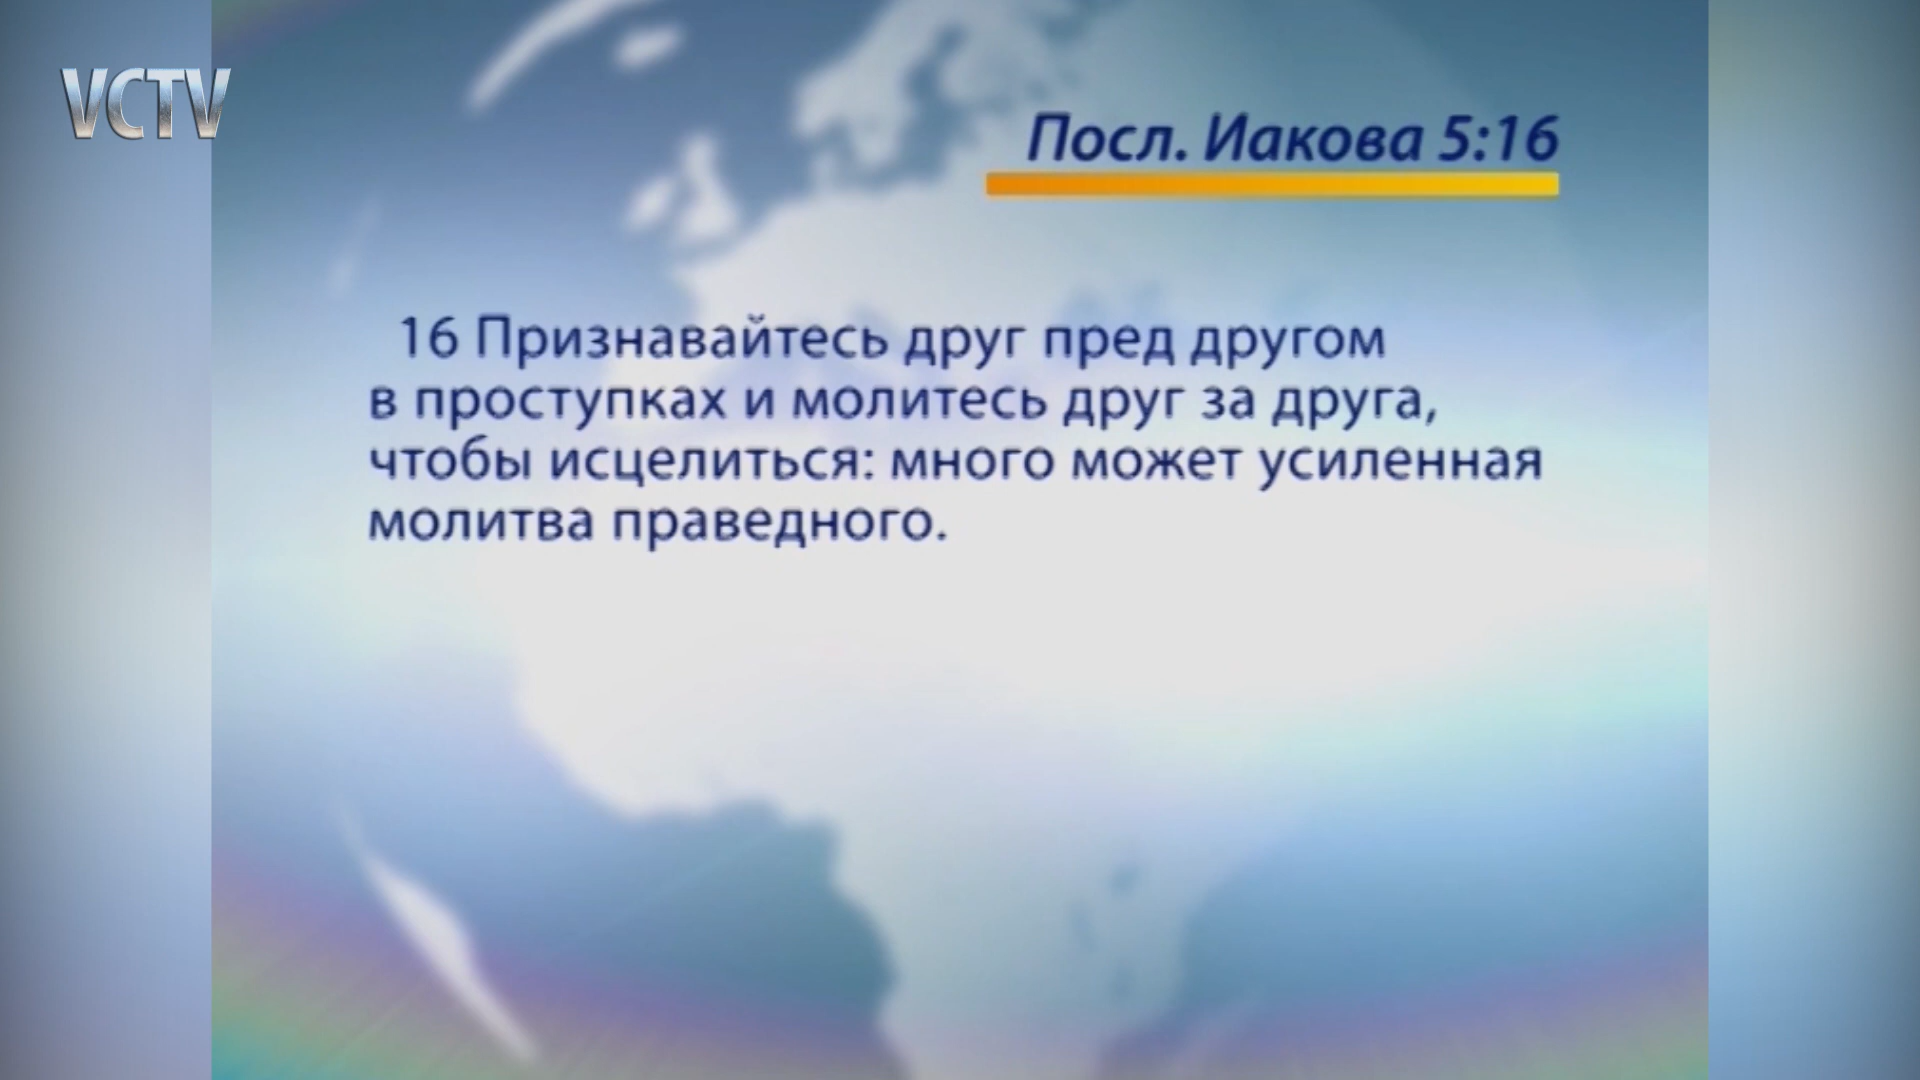 VCTV
Посл. Иакова 5:16
16 Признавайтесь друг пред другом
в проступках и молитесь друг за друга,
чтобы исцелиться: много может усиленная
молитва праведного.